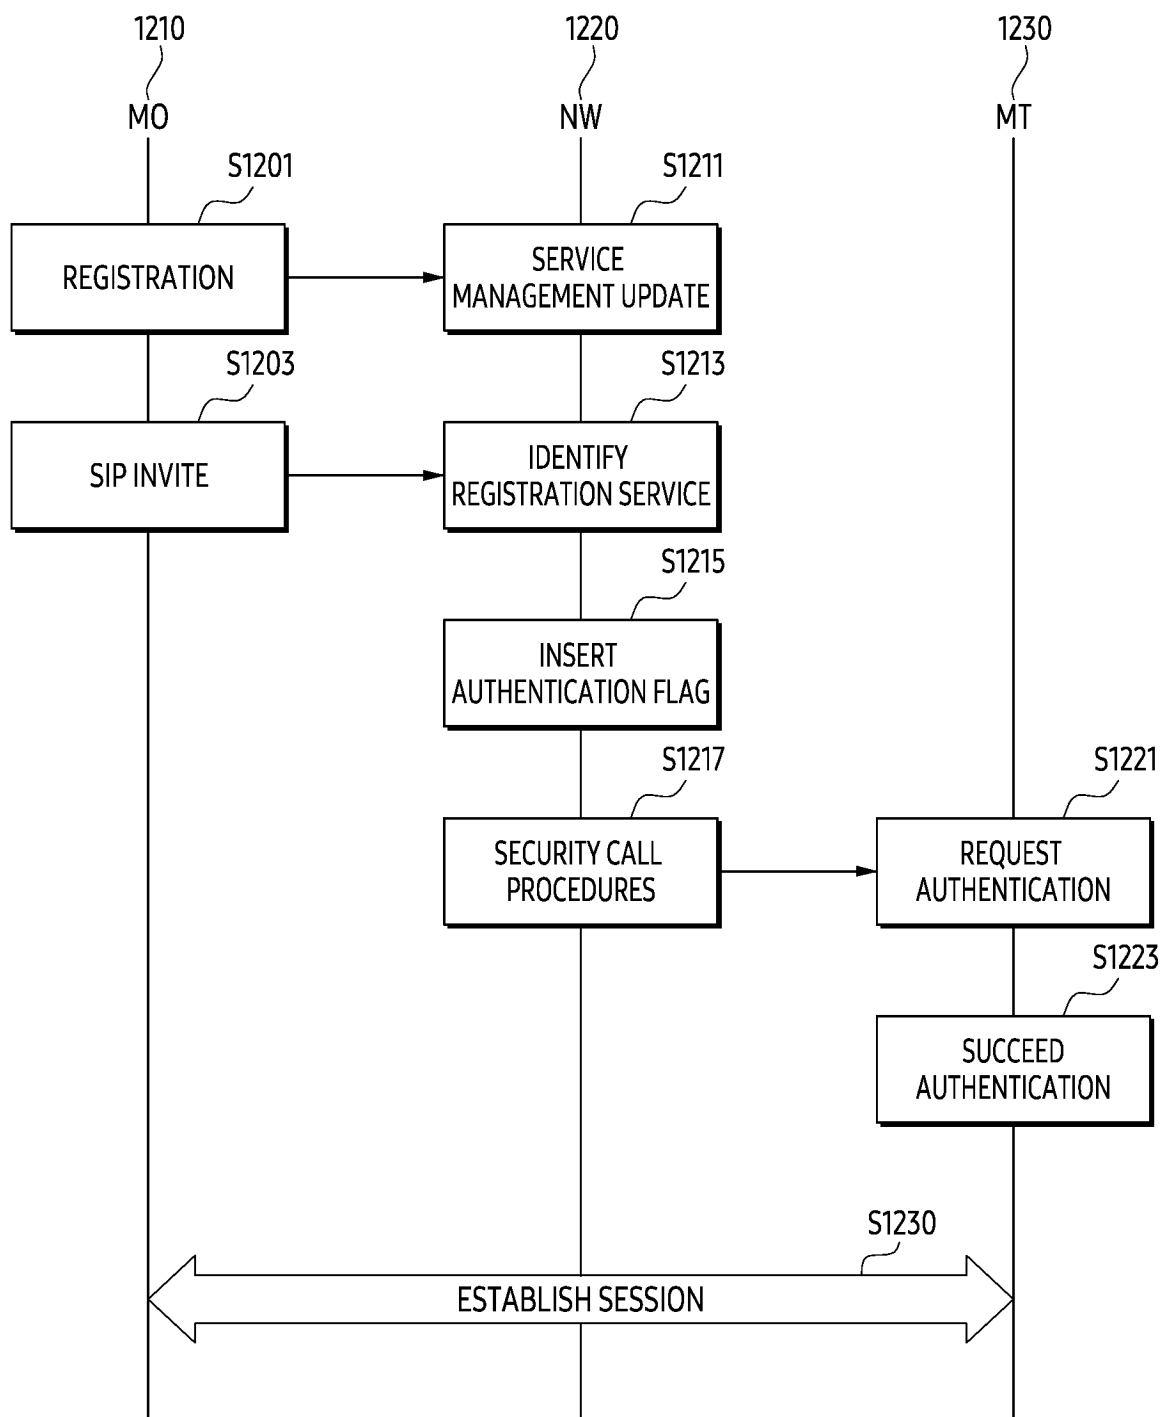 1210
1220
1230
MO
NW
MT
S1201
S1211
REGISTRATION
SERVICE
MANAGEMENT UPDATE
S1203
S1213
SIP INVITE
IDENTIFY
REGISTRATION SERVICE
S1215
INSERT
AUTHENTICATION FLAG
S1217
S1221
SECURITY CALL
PROCEDURES
REQUEST
AUTHENTICATION
S1223
SUCCEED
AUTHENTICATION
S1230
ESTABLISH SESSION